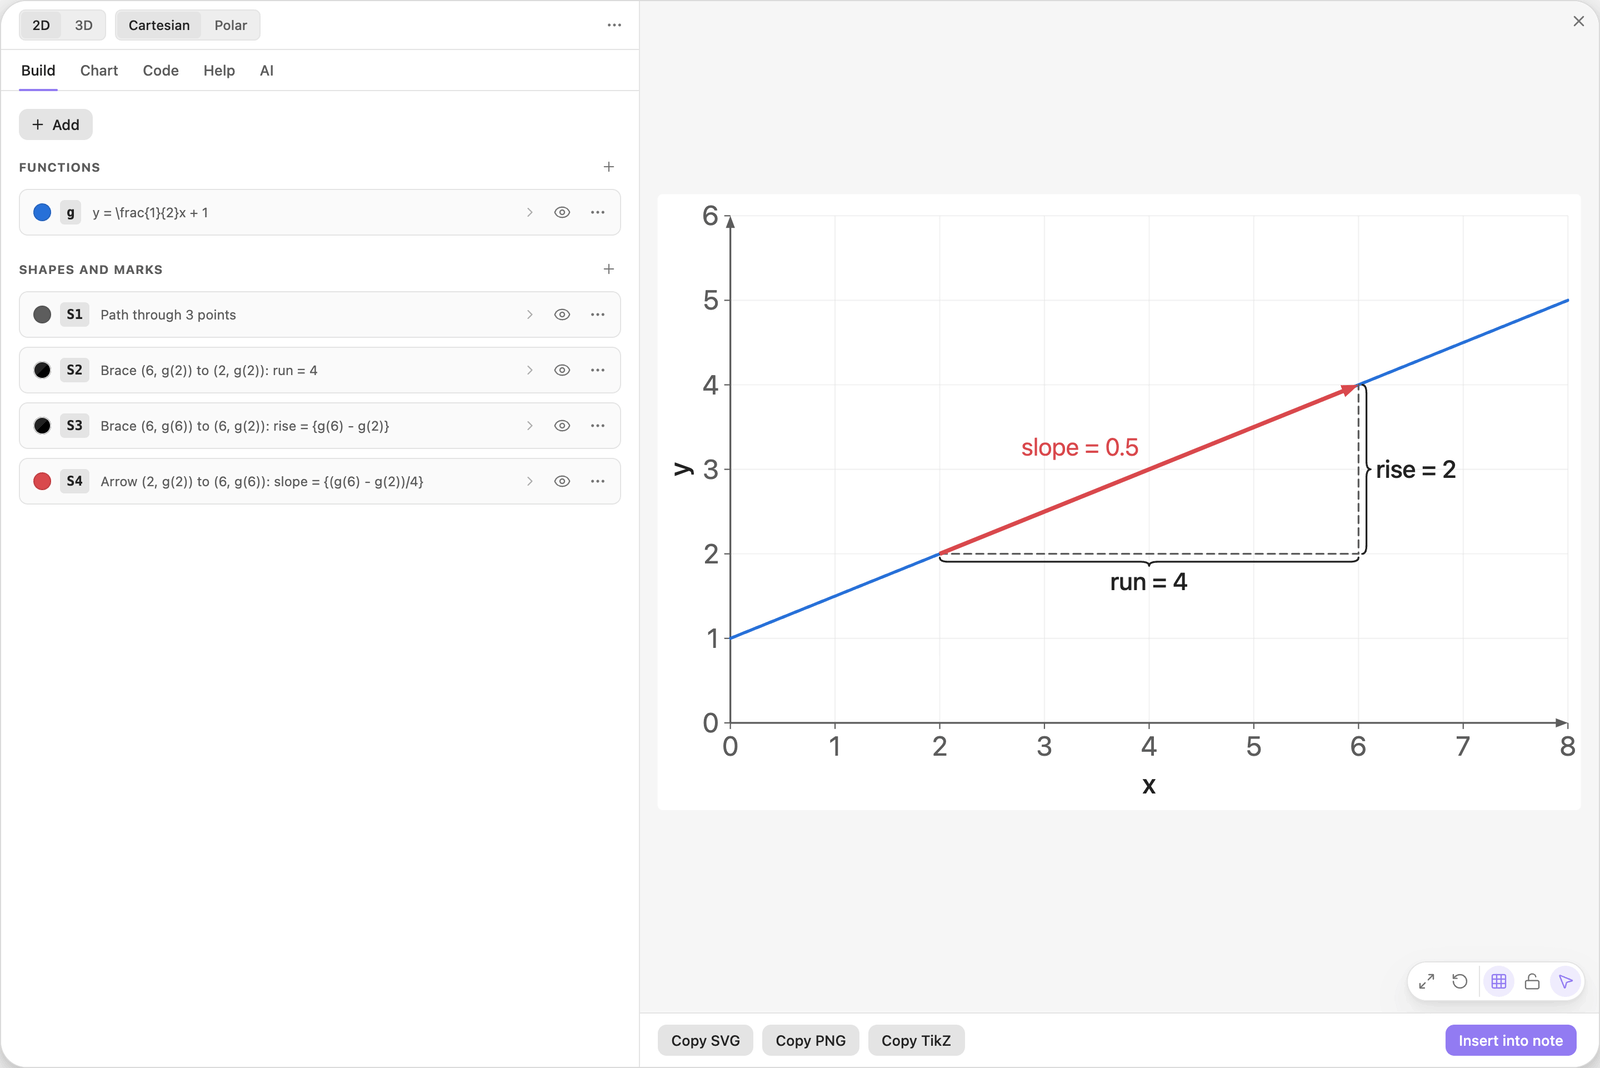 2D 3D Cartesian Polar
Build Chart Code Help AI
+ Add
FUNCTIONS
g y = \frac{1}{2}x + 1
SHAPES AND MARKS
S1 Path through 3 points
S2 Brace (6, g(2)) to (2, g(2)): run = 4
S3 Brace (6, g(6)) to (6, g(2)): rise = {g(6) - g(2)}
S4 Arrow (2, g(2)) to (6, g(6)): slope = {(g(6) - g(2))/4}
6
5
4
slope = 0.5
y
3
rise = 2
2
run = 4
1
0
0 1 2 3 4 5 6 7 8
x
Copy SVG Copy PNG Copy TikZ Insert into note